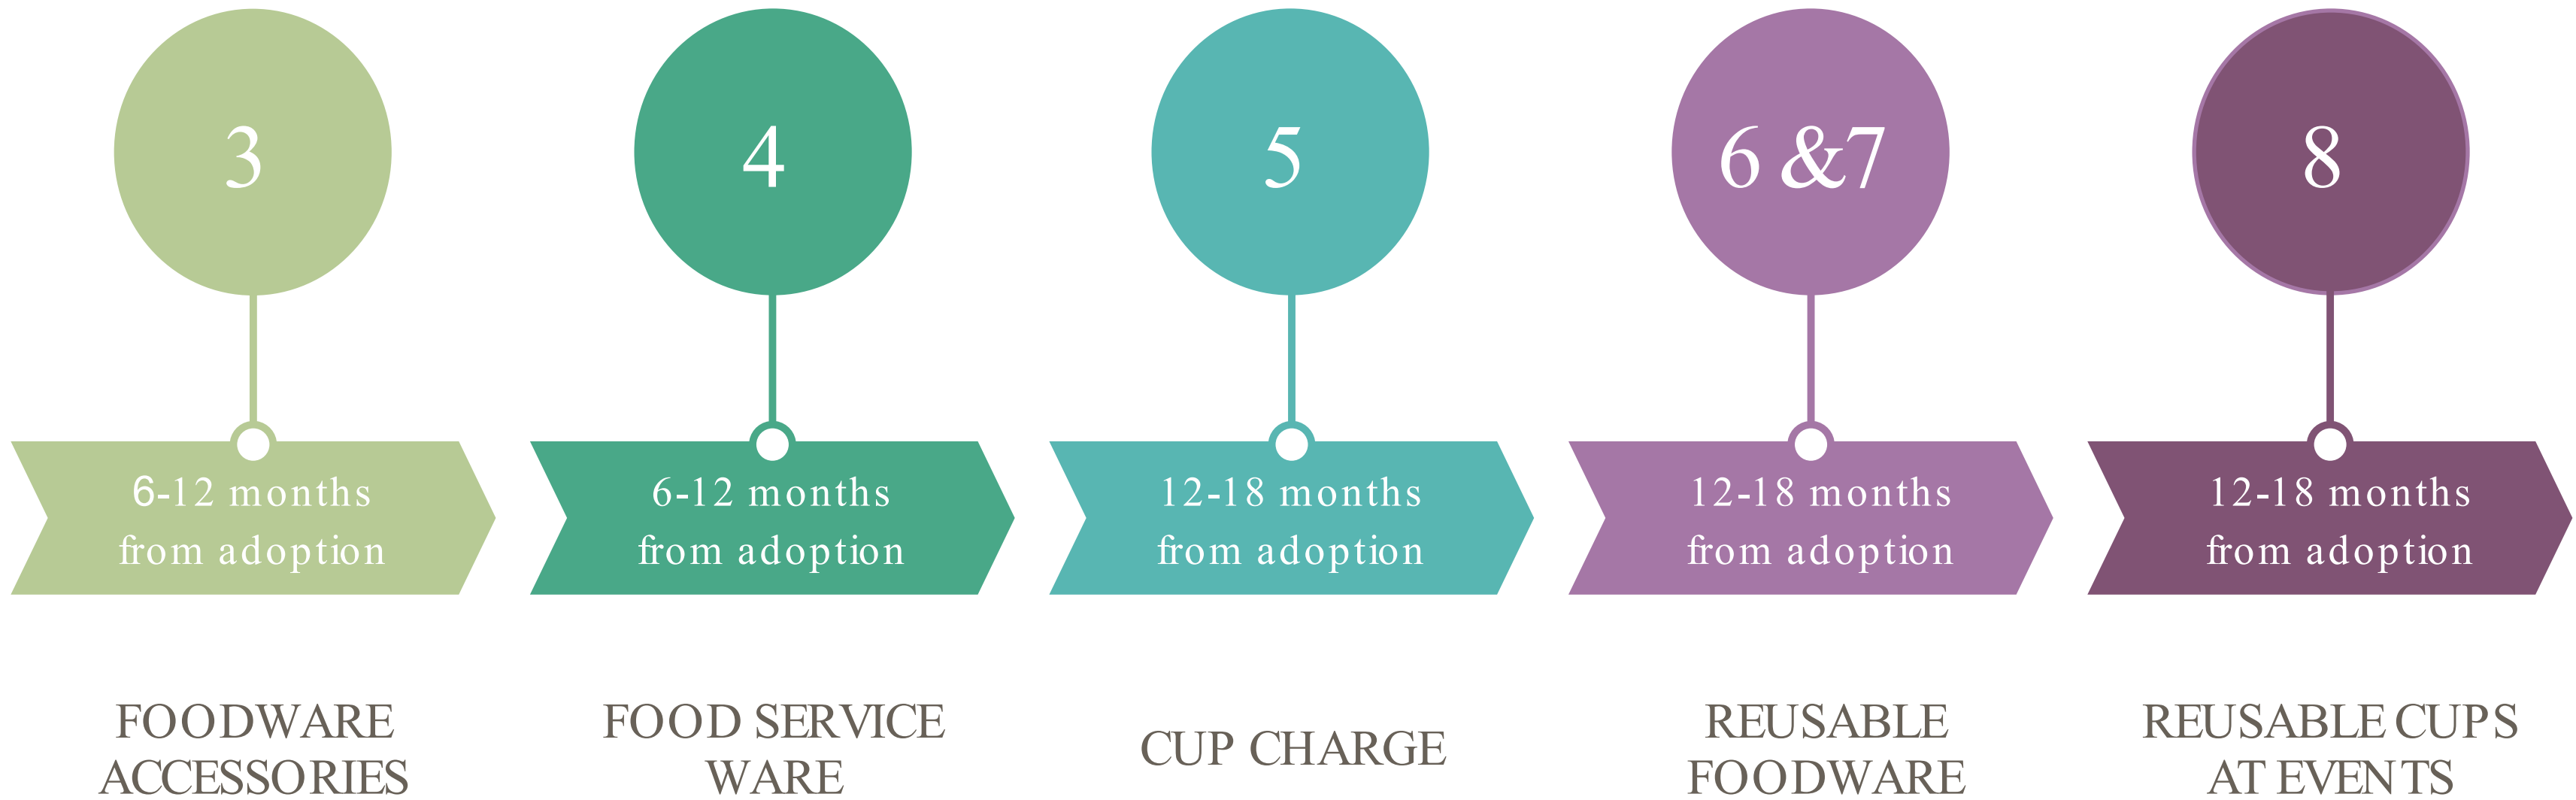 3
4
5
6 &7
8
6-12 months
from adoption
6-12 months
from adoption
12-18 months
from adoption
12-18 months
from adoption
12-18 months
from adoption
FOODWARE
ACCESSORIES
FOOD SERVICE
WARE
CUP CHARGE
REUSABLE
FOODWARE
REUSABLE CUPS
AT EVENTS